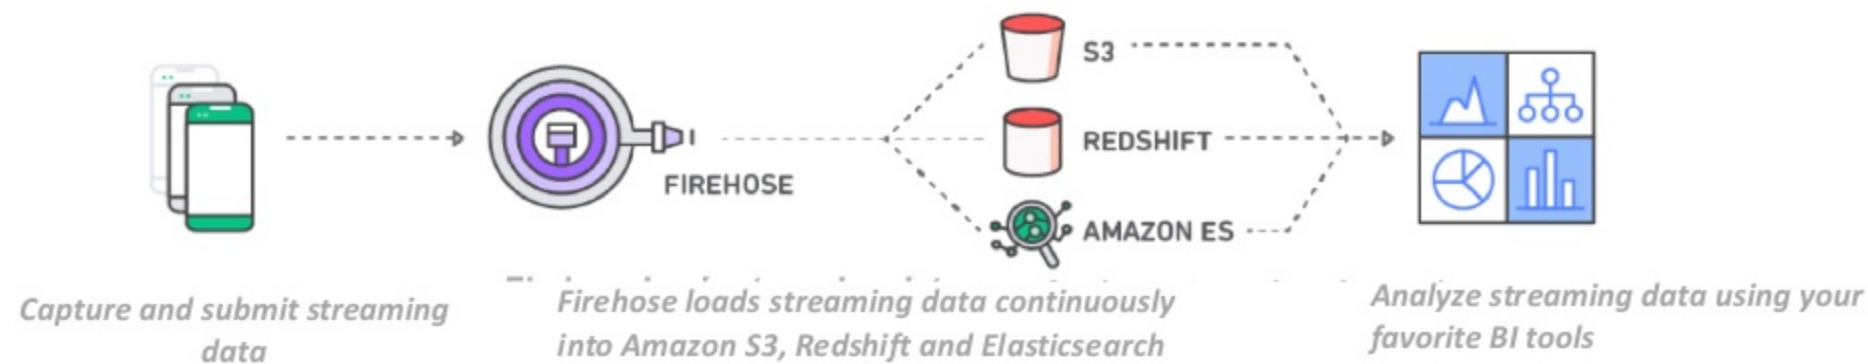 S3
REDSHIFT
FIREHOSE
AMAZON ES
Capture and submit streaming
data
Firehose loads streaming data continuously
into Amazon S3, Redshift and Elasticsearch
Analyze streaming data using your
favorite BI tools